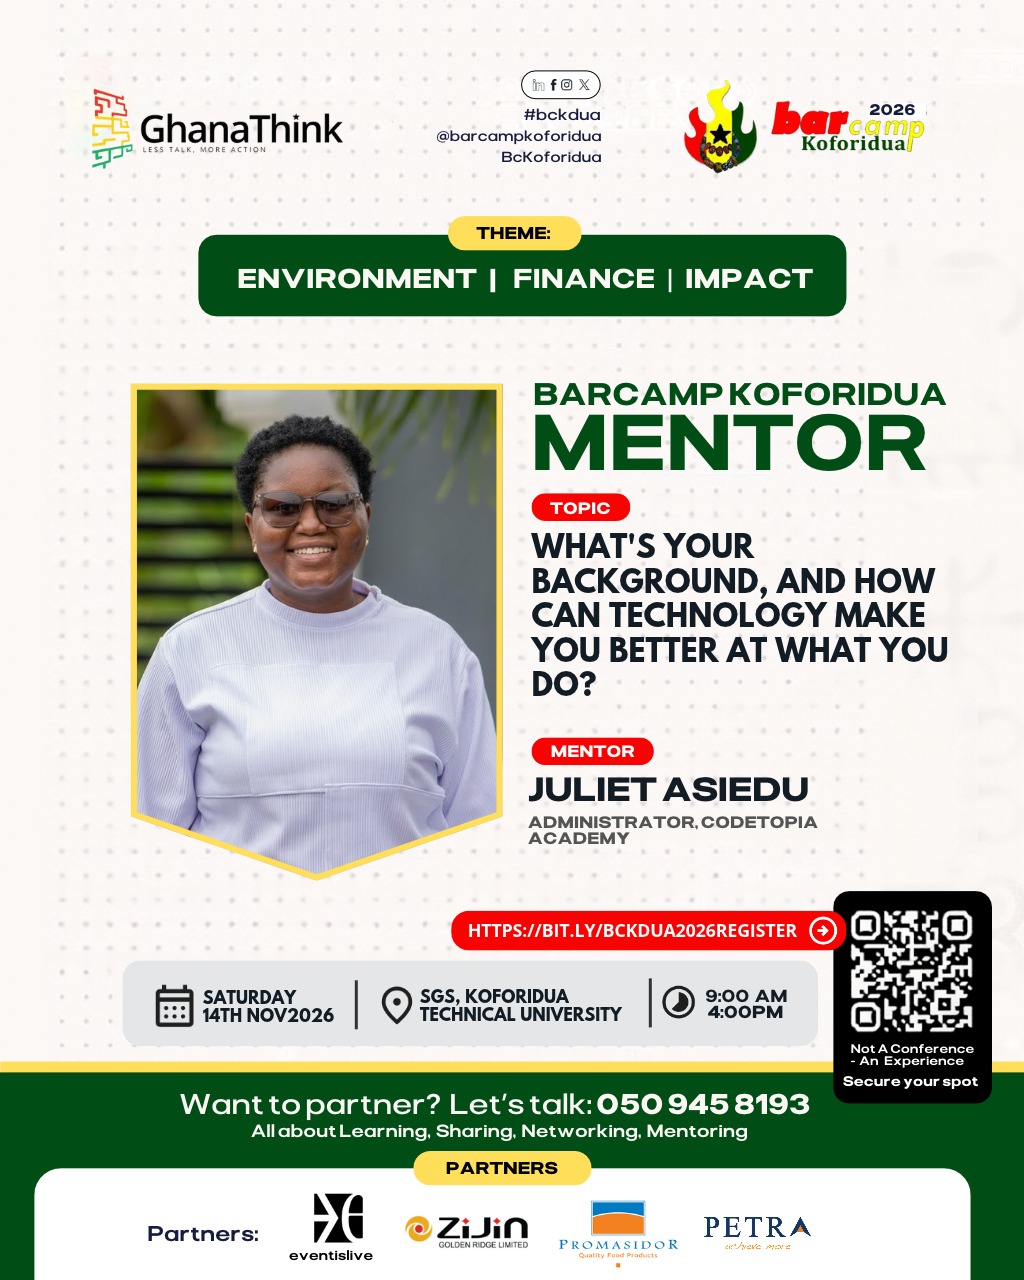 GhanaThink
LESS TALK, MORE ACTION
#bckdua
@barcampkoforidua
BcKoforidua
2026
barcamp
Koforidua
THEME:
ENVIRONMENT | FINANCE | IMPACT
BARCAMP KOFORIDUA
MENTOR
TOPIC
WHAT'S YOUR
BACKGROUND, AND HOW
CAN TECHNOLOGY MAKE
YOU BETTER AT WHAT YOU
DO?
MENTOR
JULIET ASIEDU
ADMINISTRATOR, CODETOPIA
ACADEMY
HTTPS://BIT.LY/BCKDUA2026REGISTER
SATURDAY
14TH NOV2026
SGS, KOFORIDUA
TECHNICAL UNIVERSITY
9:00 AM
4:00PM
Not A Conference
- An Experience
Secure your spot
Want to partner? Let's talk: 050 945 8193
All about Learning, Sharing, Networking, Mentoring
PARTNERS
Partners:
eventislive
ZiJin
GOLDEN RIDGE LIMITED
PROMASIDOR
Quality Food Products
PETRA
achieve more